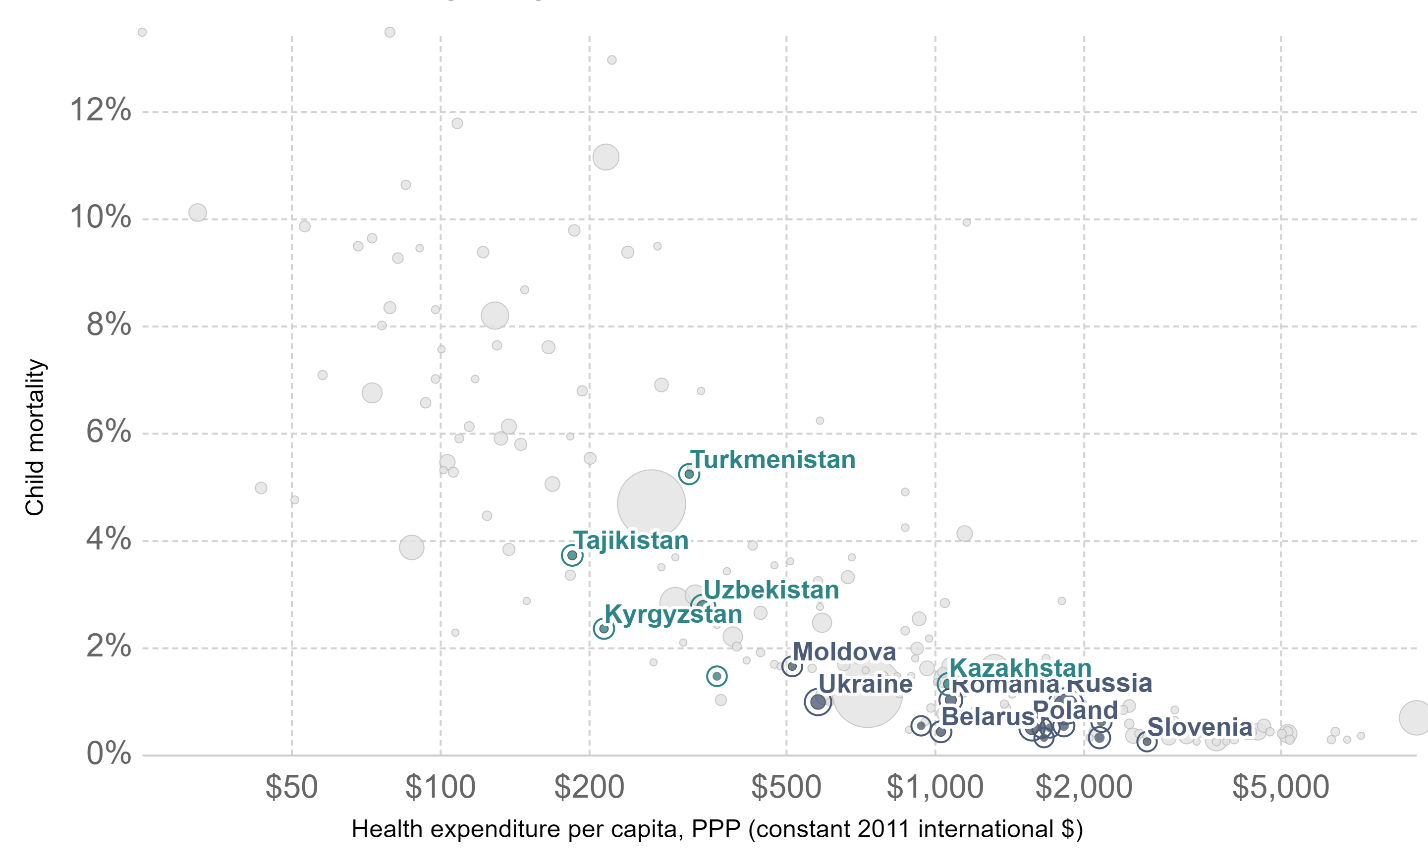 12%
10%
8%
6%
4%
2%
0%
Child mortality
Turkmenistan
Tajikistan
Uzbekistan
Kyrgyzstan
Moldova
Kazakhstan
Ukraine
Romania
Russia
Poland
Belarus
Slovenia
$50
$100
$200
$500
$1,000
$2,000
$5,000
Health expenditure per capita, PPP (constant 2011 international $)